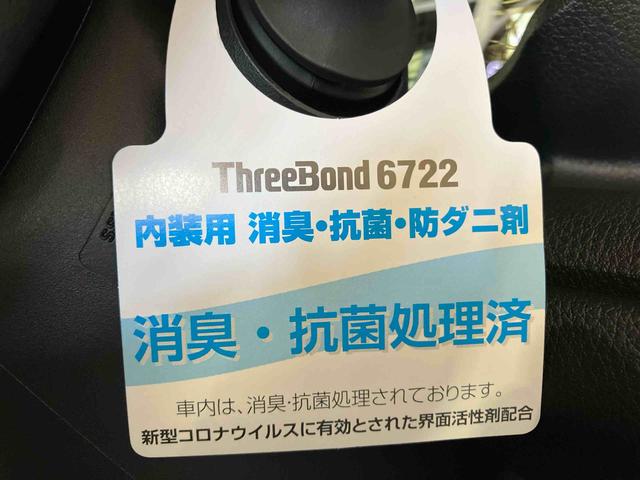 ThreeBond 6722
内装用 消臭・抗菌・防ダニ剤
消臭・抗菌処理済
車内は、消臭・抗菌処理されております。
新型コロナウイルスに有効とされた界面活性剤配合